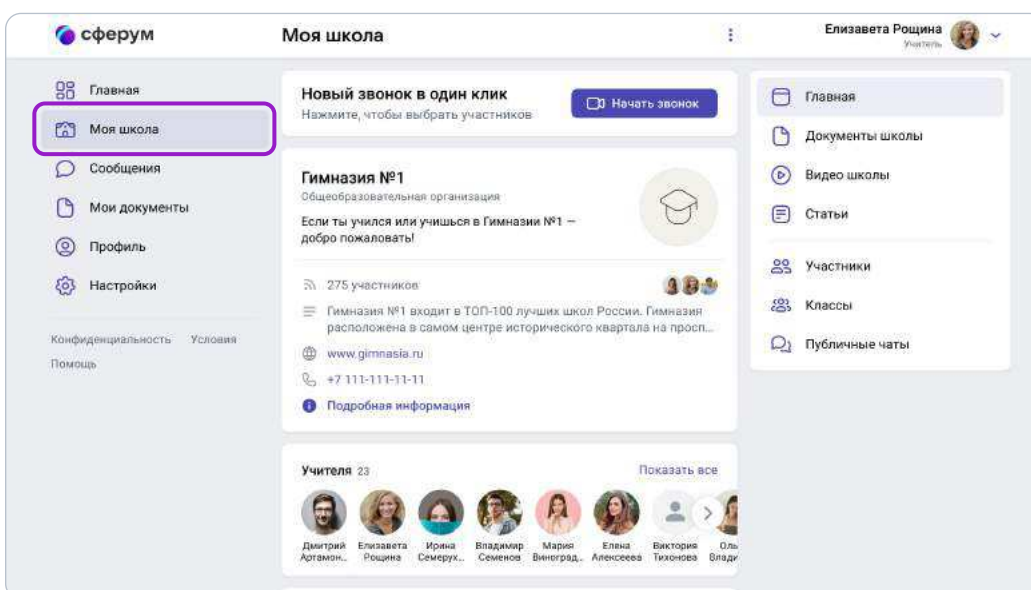 сферум
Моя школа
Елизавета Рощина
Учитель
Главная
Моя школа
Сообщения
Мои документы
Профиль
Настройки
Конфиденциальность Условия
Помощь
Новый звонок в один клик
Нажмите, чтобы выбрать участников
Начать звонок
Гимназия №1
Общеобразовательная организация
Если ты учился или учишься в Гимназии №1 —
добро пожаловать!
275 участников
Гимназия №1 входит в ТОП-100 лучших школ России. Гимназия
расположена в самом центре исторического квартала на просп...
www.gimnasia.ru
+7 111-111-11-11
Подробная информация
Учителя 23
Показать все
Дмитрий
Артамон...
Елизавета
Рощина
Ирина
Семерух...
Владимир
Семенов
Мария
Виноград...
Елена
Алексеева
Виктория
Тихонова
Оль
Влади
Главная
Документы школы
Видео школы
Статьи
Участники
Классы
Публичные чаты